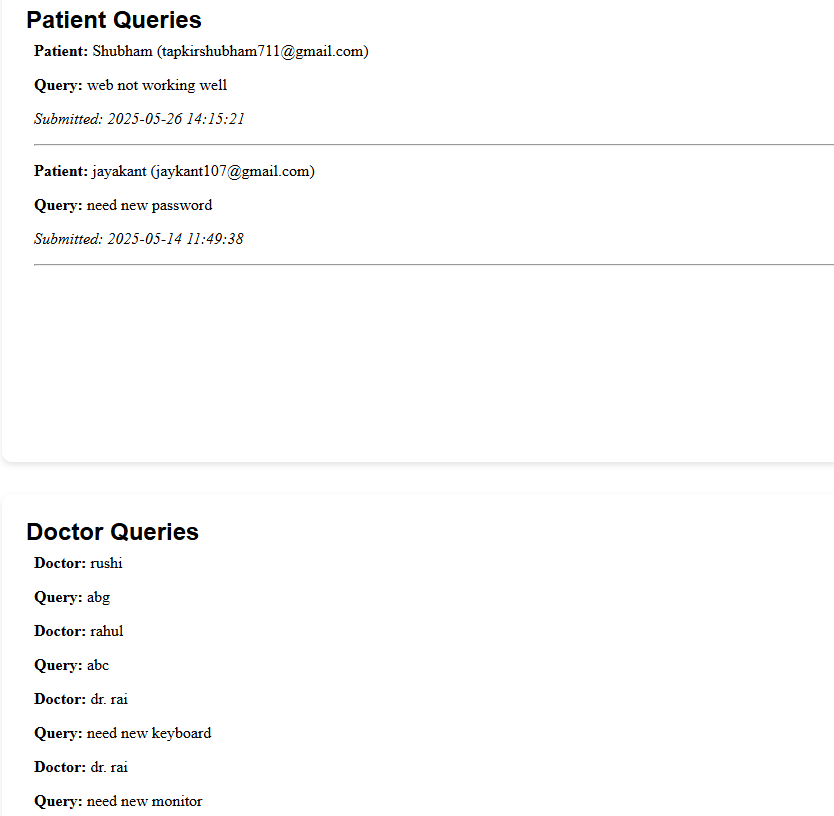 Patient Queries
Patient: Shubham (tapkirshubham711@gmail.com)
Query: web not working well
Submitted: 2025-05-26 14:15:21
Patient: jayakant (jaykant107@gmail.com)
Query: need new password
Submitted: 2025-05-14 11:49:38
Doctor Queries
Doctor: rushi
Query: abg
Doctor: rahul
Query: abc
Doctor: dr. rai
Query: need new keyboard
Doctor: dr. rai
Query: need new monitor